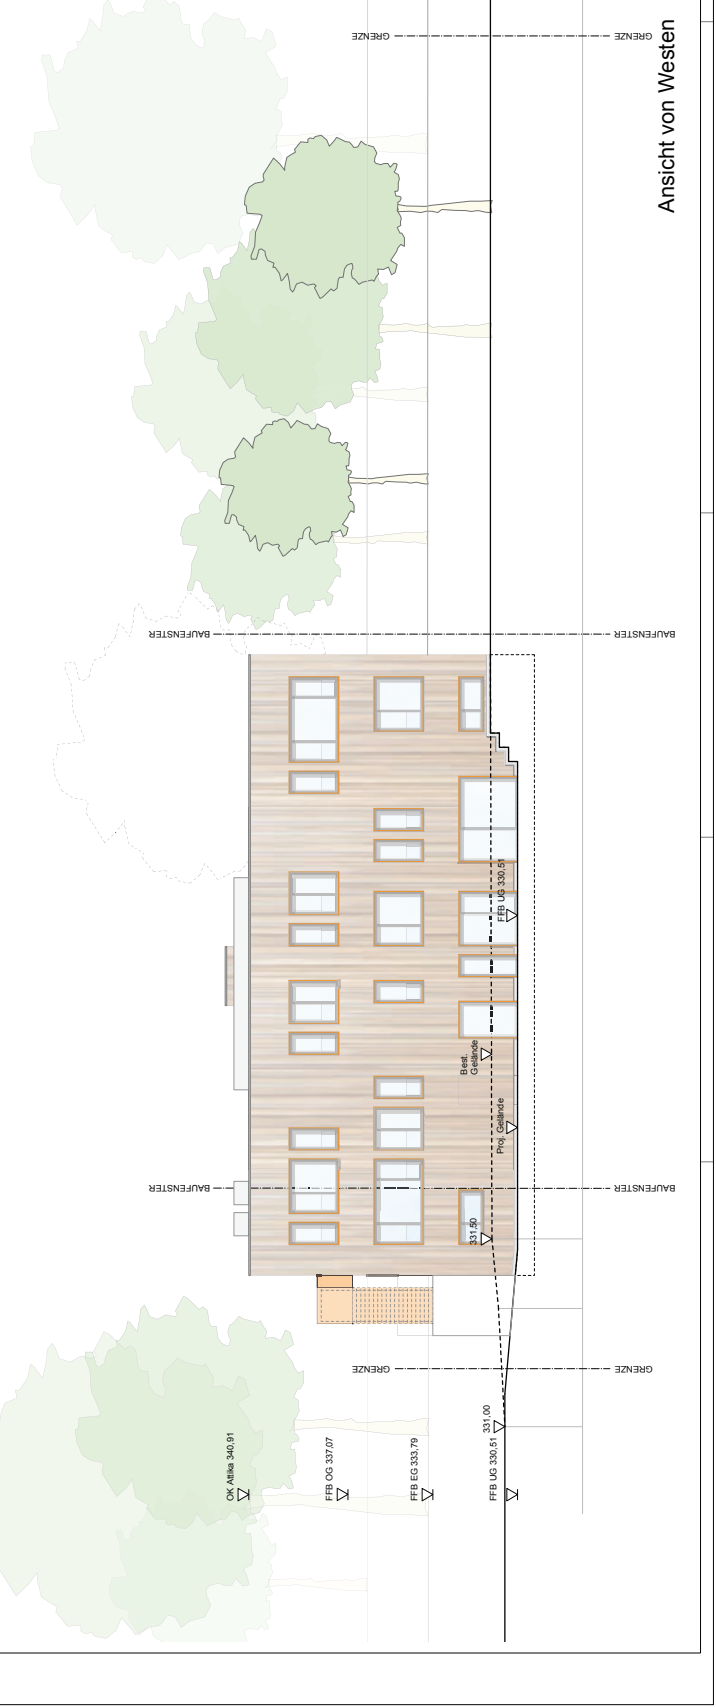 GRENZE
GRENZE
BAUFENSTER
BAUFENSTER
BAUFENSTER
BAUFENSTER
GRENZE
GRENZE
OK Attika 340,91
FFB OG 337,07
FFB EG 333,79
FFB UG 330,51
331,00
331,50
Proj. Gelände
Best.
Gelände
FFB UG 330,51
Ansicht von Westen